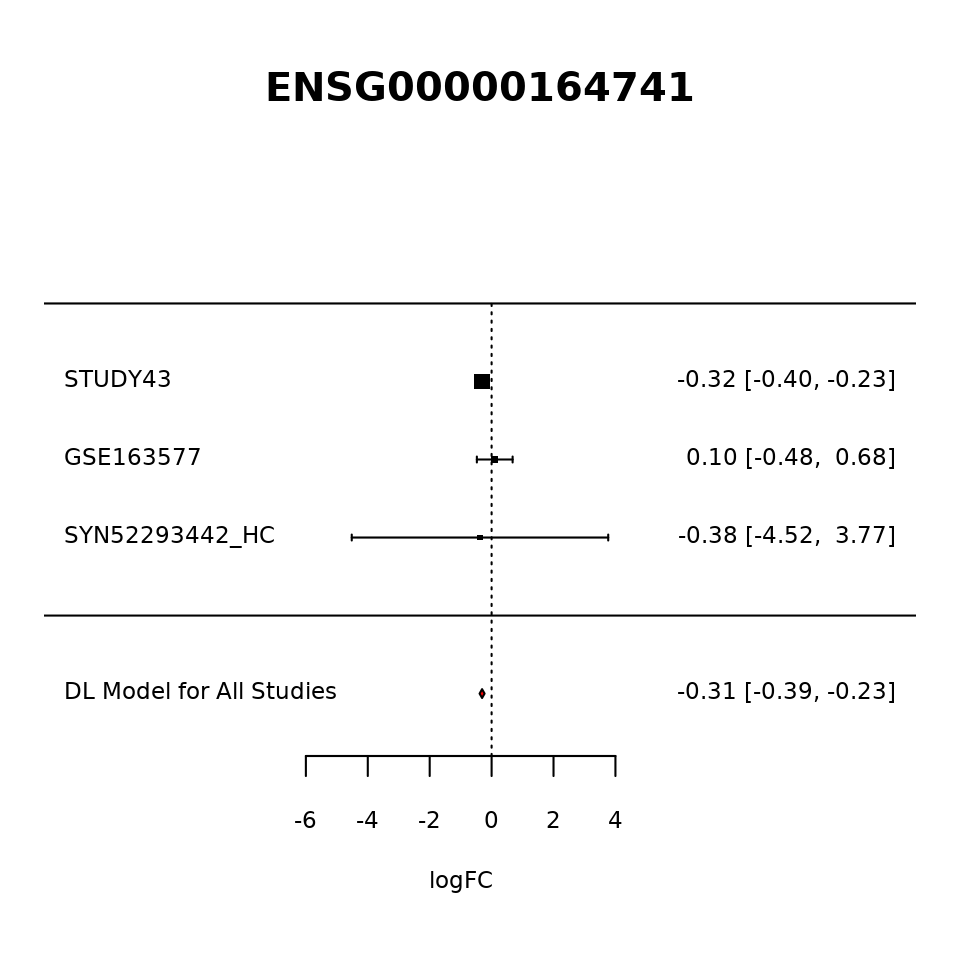 ENSG00000164741
STUDY43 -0.32 [-0.40, -0.23]
GSE163577 0.10 [-0.48, 0.68]
SYN52293442_HC -0.38 [-4.52, 3.77]
DL Model for All Studies -0.31 [-0.39, -0.23]
-6 -4 -2 0 2 4
logFC